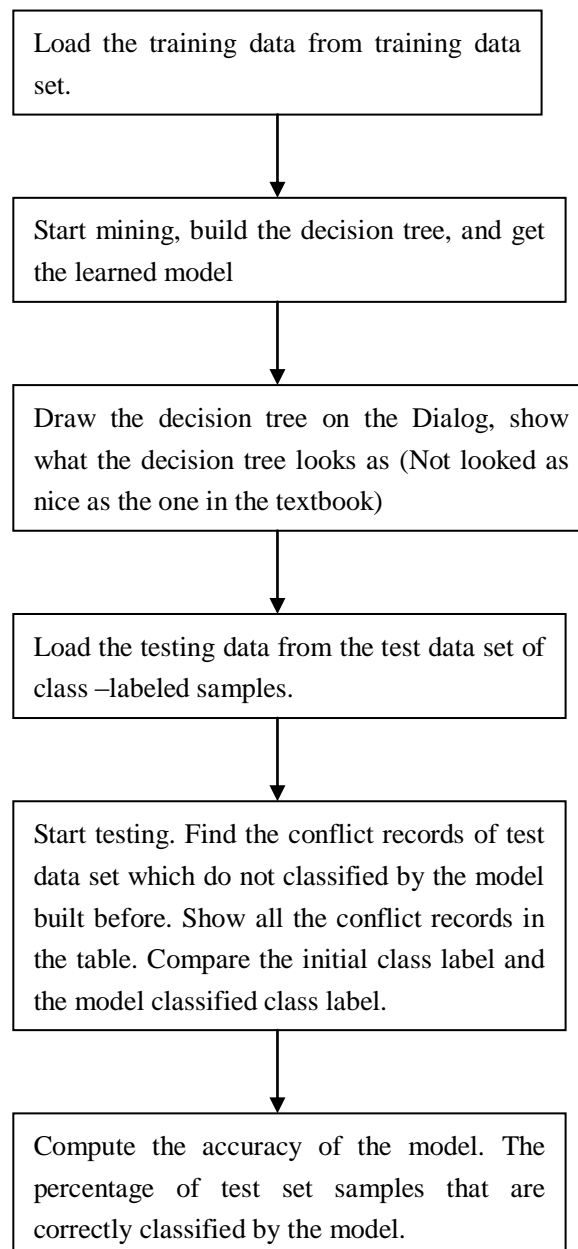 Load the training data from training data
set.
Start mining, build the decision tree, and get
the learned model
Draw the decision tree on the Dialog, show
what the decision tree looks as (Not looked as
nice as the one in the textbook)
Load the testing data from the test data set of
class –labeled samples.
Start testing. Find the conflict records of test
data set which do not classified by the model
built before. Show all the conflict records in
the table. Compare the initial class label and
the model classified class label.
Compute the accuracy of the model. The
percentage of test set samples that are
correctly classified by the model.